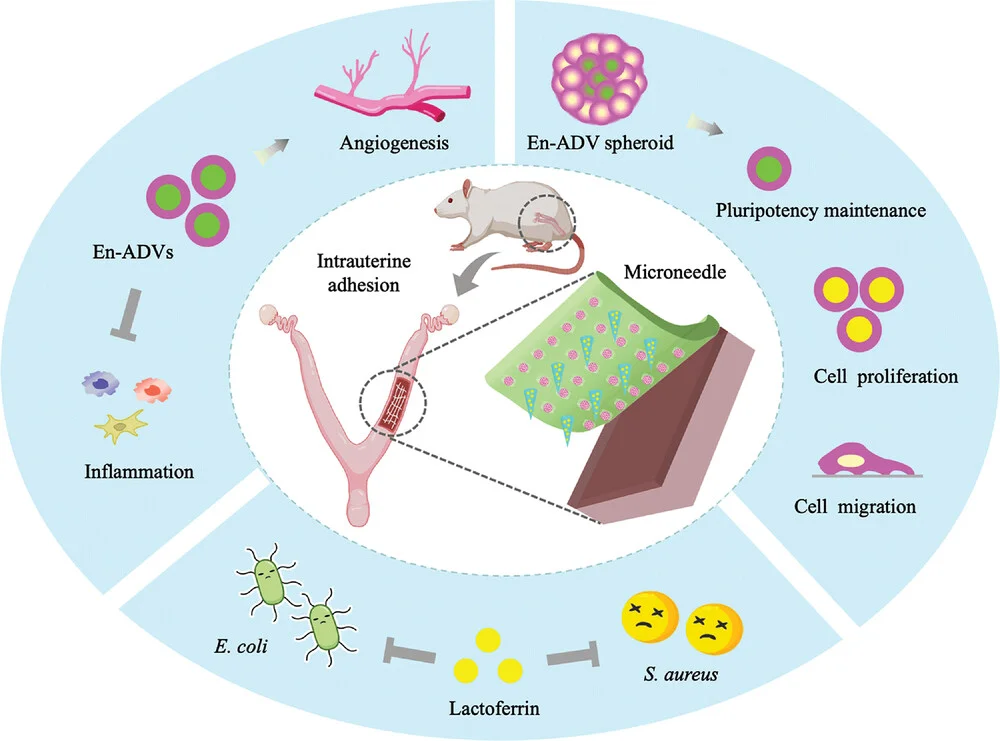 Angiogenesis
En-ADVs
Inflammation
En-ADV spheroid
Pluripotency maintenance
Cell proliferation
Cell migration
Intrauterine
adhesion
Microneedle
E. coli
Lactoferrin
S. aureus